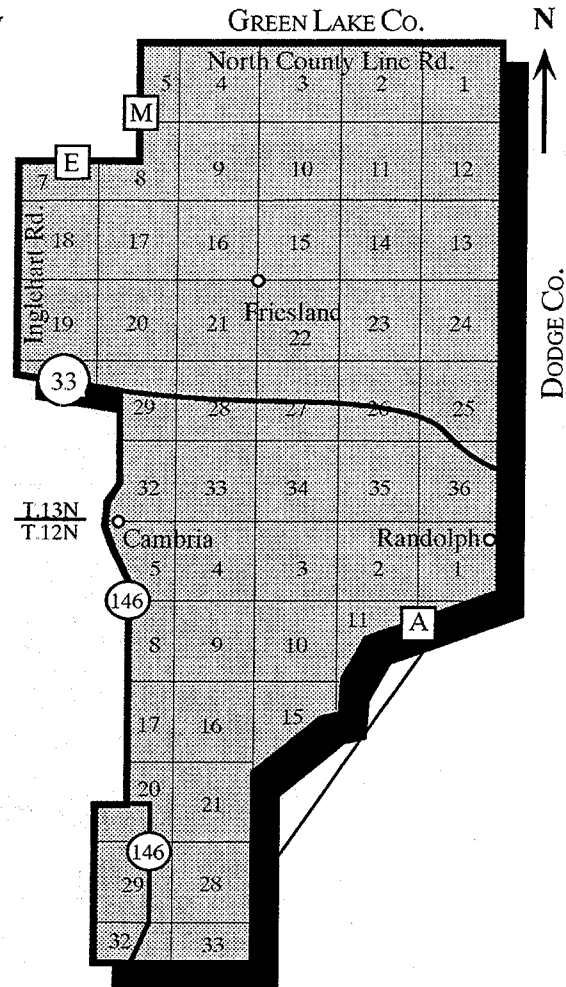 GREEN LAKE CO.
N
North County Line Rd.
5 4 3 2 1
M
E
7 8 9 10 11 12
Inglehart Rd.
18 17 16 15 14 13
DODGE CO.
Friesland
19 20 21 22 23 24
33
29 28 27 26 25
32 33 34 35 36
T.13N
T.12N
Cambria
Randolph
5 4 3 2 1
146
A
8 9 10 11
17 16 15
20 21
146
29 28
32 33